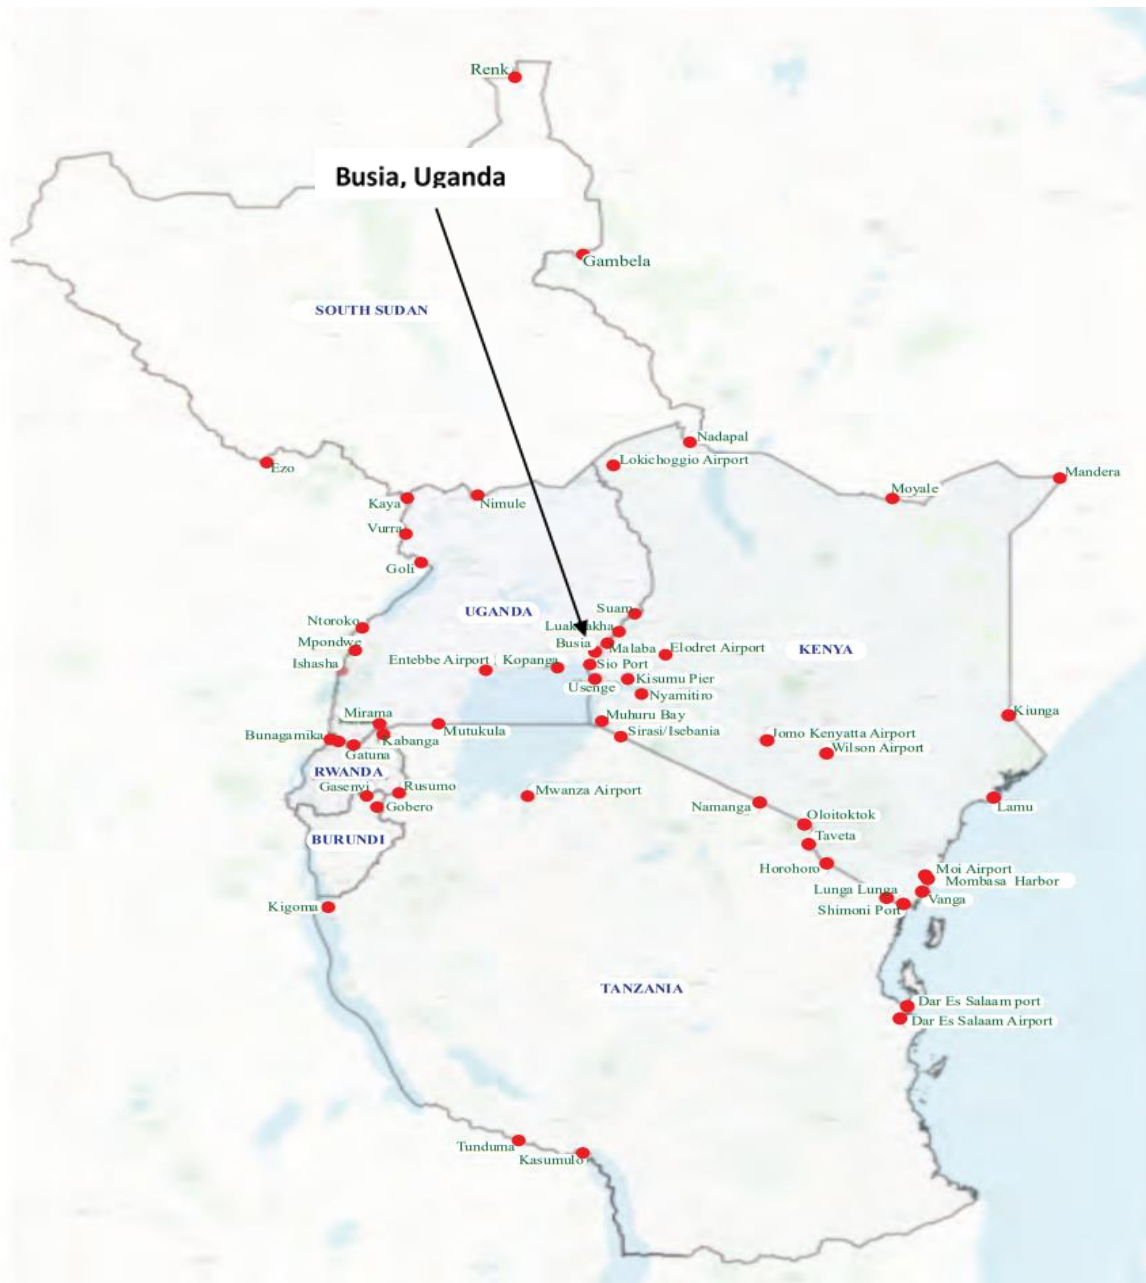 Renk
Busia, Uganda
Gambela
SOUTH SUDAN
Nadapal
Lokichoggio Airport
Ezo
Mandera
Moyale
Kaya
Nimule
Vurra
Goli
UGANDA
Suam
Ntoroko
Mpondwe
Busia
Malaba
Elodret Airport
KENYA
Ishasha
Entebbe Airport
Kopanga
Sio Port
Usenge
Kisumu Pier
Nyamitiro
Mirama
Muhuru Bay
Kiunga
Bunagamika
Kabanga
Mutukula
Sirasi/Isebania
Jomo Kenyatta Airport
Gatuna
Wilson Airport
RWANDA
Gasenyi
Rusumo
Mwanza Airport
Gobero
Namanga
Lamu
Oloitoktok
BURUNDI
Taveta
Horohoro
Moi Airport
Mombasa Harbor
Lunga Lunga
Vanga
Kigoma
Shimoni Port
TANZANIA
Dar Es Salaam port
Dar Es Salaam Airport
Tunduma
Kasumulo